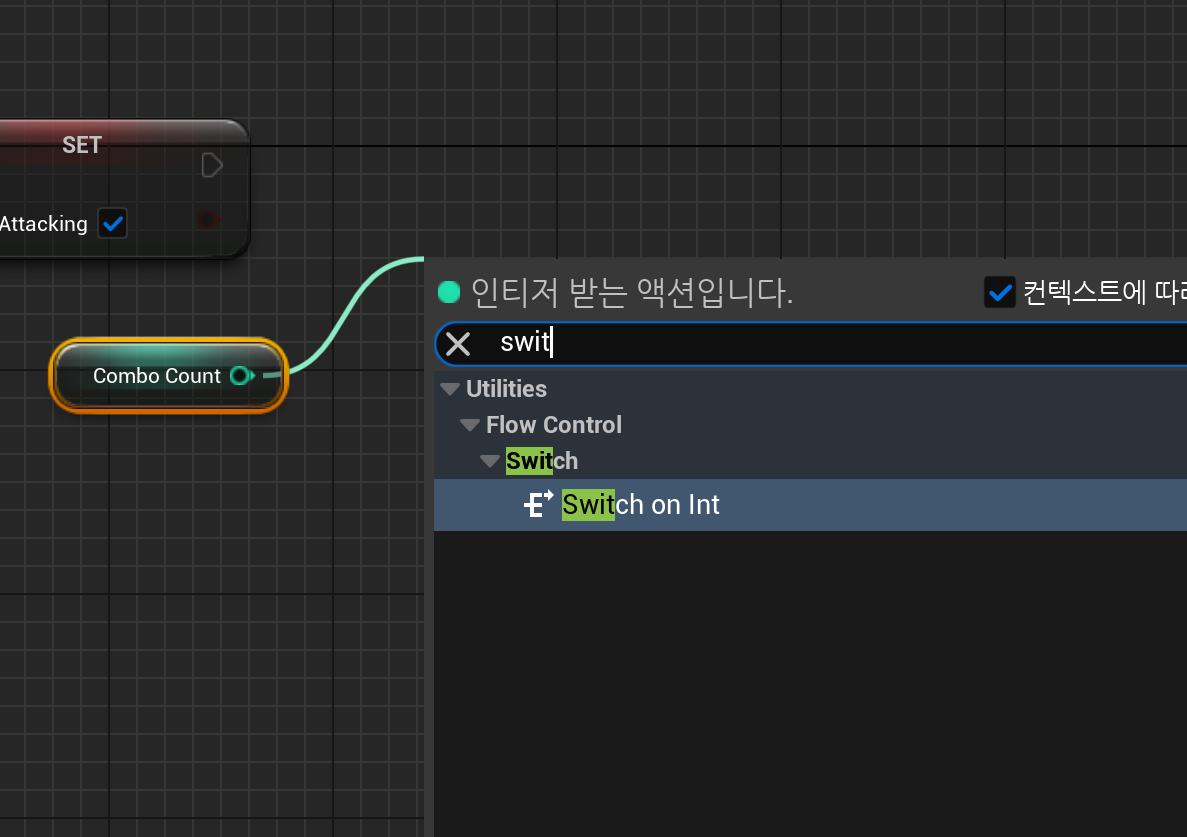 SET
Attacking
Combo Count
인티저 받는 액션입니다.
컨텍스트에 따라
swit
Utilities
Flow Control
Switch
Switch on Int